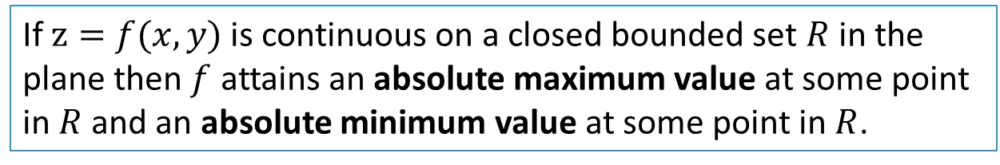 If z = f(x, y) is continuous on a closed bounded set R in the
plane then f attains an absolute maximum value at some point
in R and an absolute minimum value at some point in R.